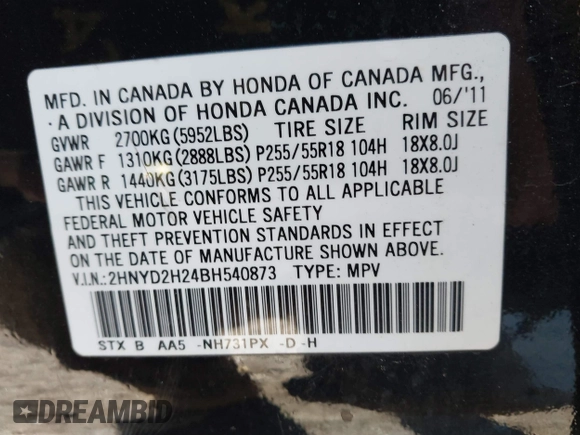 MFD. IN CANADA BY HONDA OF CANADA MFG.,
A DIVISION OF HONDA CANADA INC. 06/'11
GVWR 2700KG(5952LBS) TIRE SIZE RIM SIZE
GAWR F 1310KG(2888LBS) P255/55R18 104H 18X8.0J
GAWR R 1440KG(3175LBS) P255/55R18 104H 18X8.0J
THIS VEHICLE CONFORMS TO ALL APPLICABLE
FEDERAL MOTOR VEHICLE SAFETY
AND THEFT PREVENTION STANDARDS IN EFFECT
ON THE DATE OF MANUFACTURE SHOWN ABOVE.
V.I.N.:2HNYD2H24BH540873 TYPE: MPV
STX B AA5 -NH731PX -D -H
DREAMBID